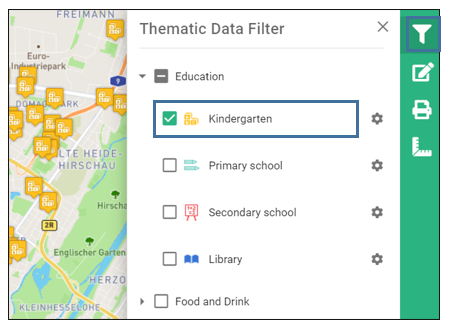 FREIMANN
Euro-
Industriepark
9
DOMAGKPARK
ALTE HEIDE-
HIRSCHAU
Hirscha
2R
Englischer Garten
HERZO
KLEINHESSELOHE
Thematic Data Filter
Education
Kindergarten
Primary school
Secondary school
Library
Food and Drink